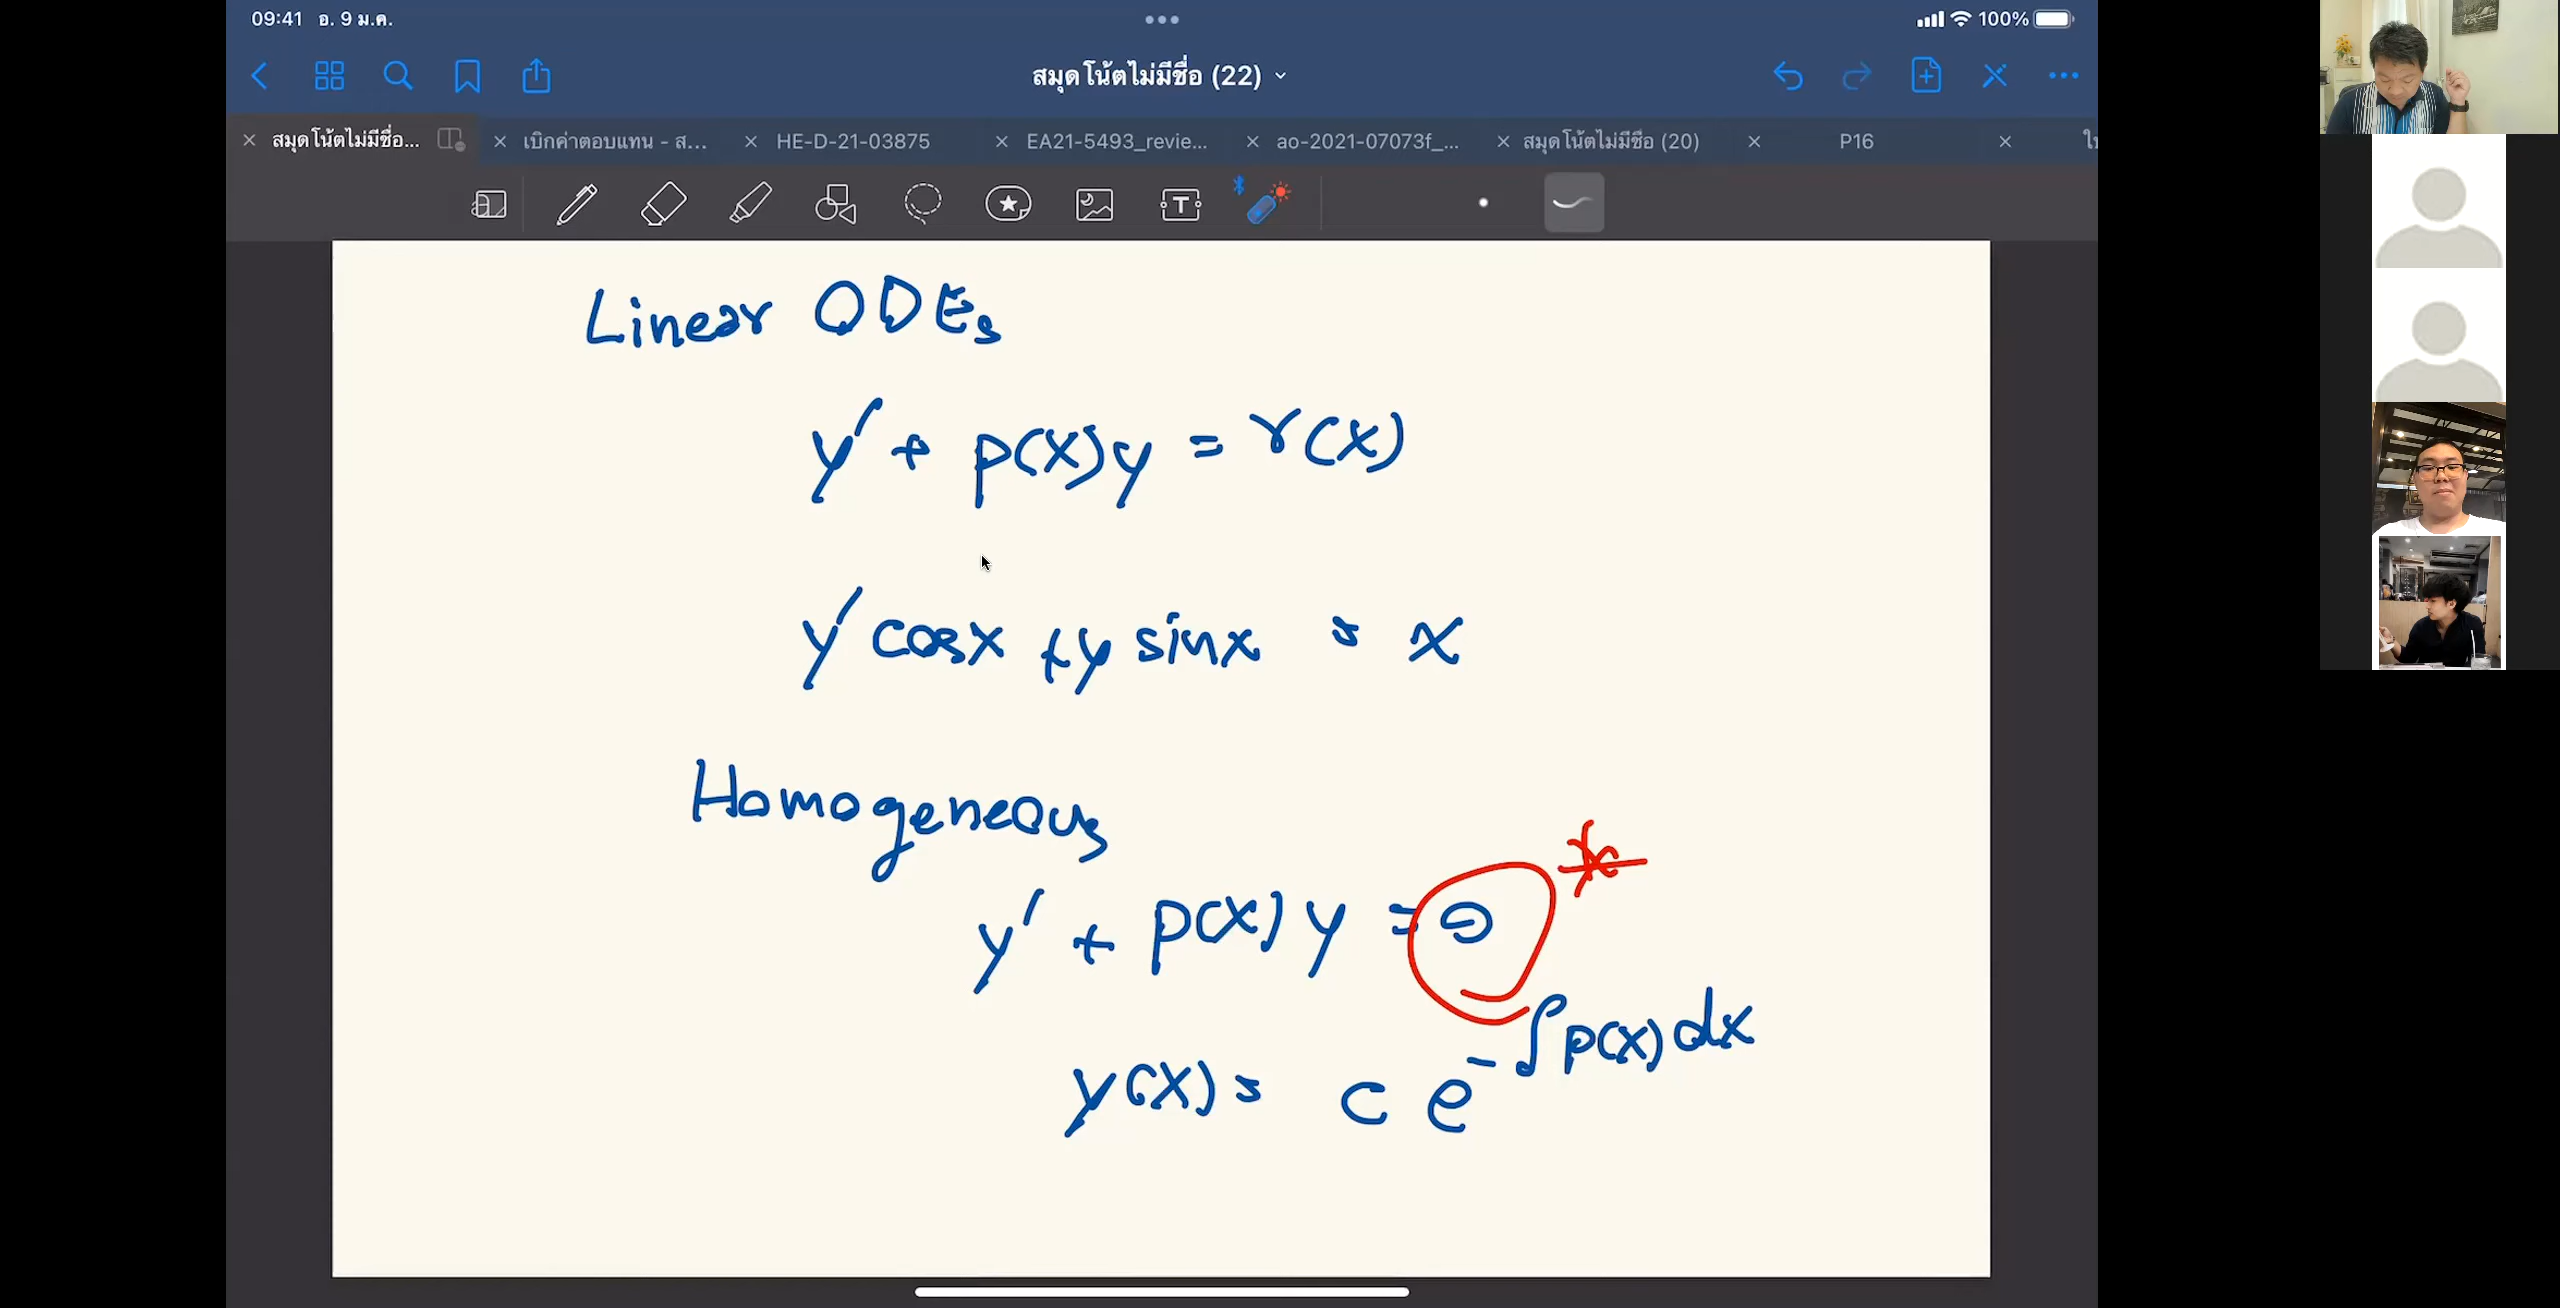 09:41 อ. 9 ม.ค.
100%
สมุดโน้ตไม่มีชื่อ (22)
สมุดโน้ตไม่มีชื่อ...
เบิกค่าตอบแทน - ส...
HE-D-21-03875
EA21-5493_revie...
ao-2021-07073f_...
สมุดโน้ตไม่มีชื่อ (20)
P16
Linear ODEs
y' + p(x)y = r(x)
y' cosx + y sinx = x
Homogeneous
y' + p(x) y = 0
y(x) = c e^{-∫p(x)dx}